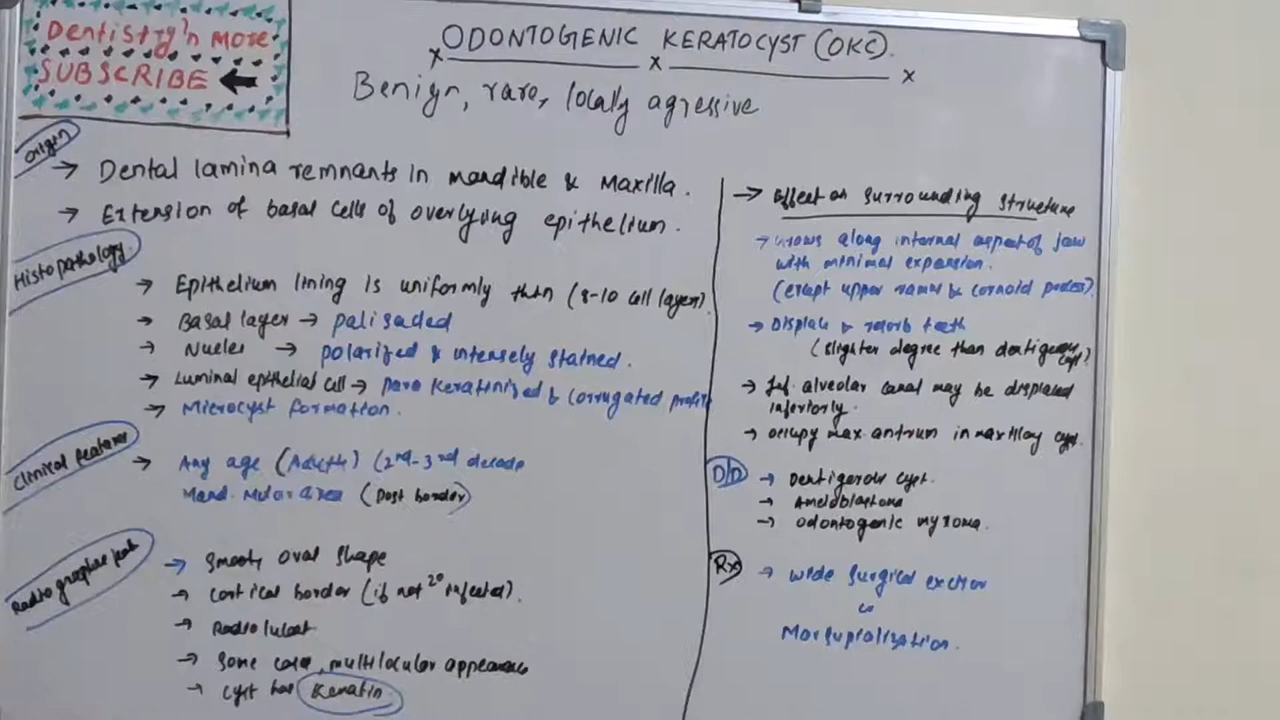 Dentistry'n more
SUBSCRIBE
ODONTOGENIC KERATOCYST (OKC).
Benign, rare, locally agressive
origin
→ Dental lamina remnants in mandible & Maxilla.
→ Extension of basal cells of overlying epithelium.
Histopathology
→ Epithelium lining is uniformly thin (8-10 cell layer)
→ Basal layer → palisaded
→ Nucles → polarized & intensely stained.
→ Luminal epithelial cell → para keratinized & corrugated profile
→ Microcyst formation.
Clinical features
→ Any age (Adults) (2nd-3rd decade
Mand. Molar area (post border)
Radiographic
→ Smooth oval shape
→ cortical border (if not 2° infected).
→ Radiolucent
→ Some case, multilocular appearance
→ cyst has Keratin
→ Effect on surrounding structure
→ Grows along internal aspect of jaw
with minimal expansion.
(except upper ramus & cornoid process)
→ Displace & resorb teeth
(slighter degree than dentigerous cyst)
→ Inf. alveolar canal may be displaced
inferiorly.
→ occupy max. antrum in maxillay cyst.
D/D
→ Dentigerous cyst.
→ Ameloblastoma
→ odontogenic myxoma.
Rx
→ wide surgical excision
or
Marsupialization.